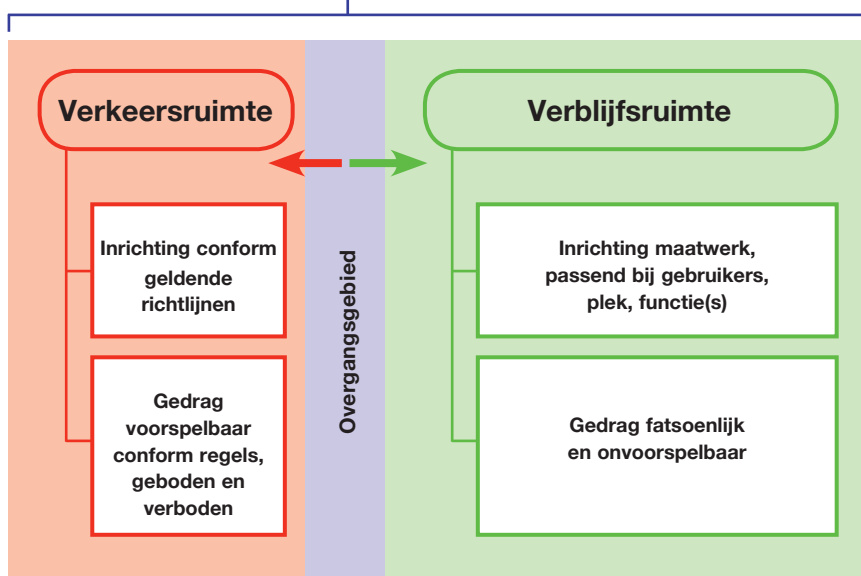 Verkeersruimte
Inrichting conform
geldende
richtlijnen
Gedrag
voorspelbaar
conform regels,
geboden en
verboden
Overgangsgebied
Verblijfsruimte
Inrichting maatwerk,
passend bij gebruikers,
plek, functie(s)
Gedrag fatsoenlijk
en onvoorspelbaar